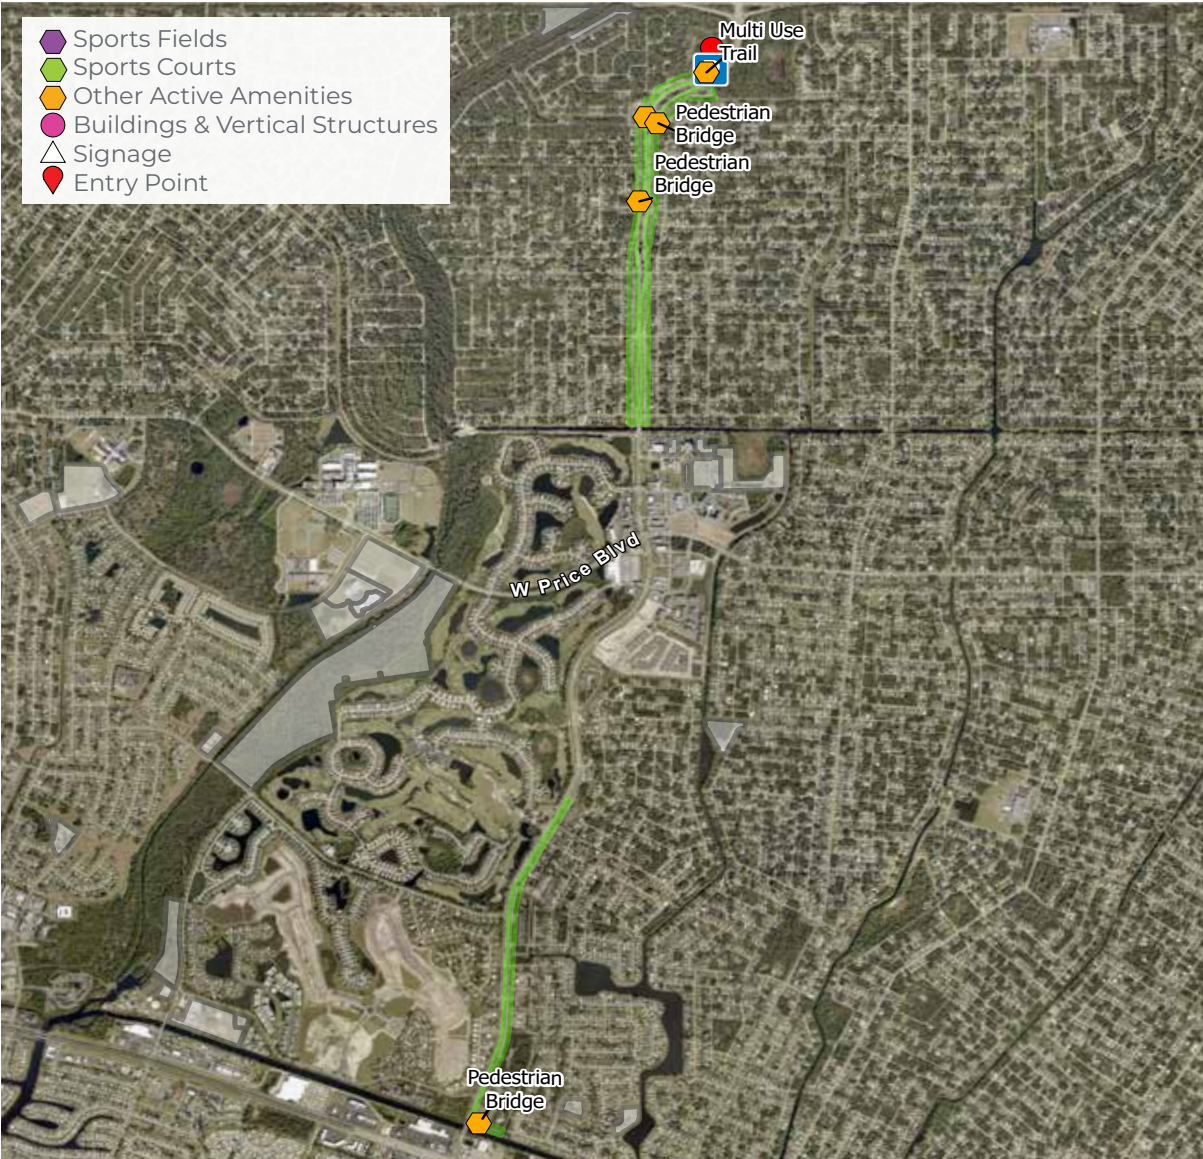 Sports Fields
Sports Courts
Other Active Amenities
Buildings & Vertical Structures
Signage
Entry Point
Multi Use
Trail
Pedestrian
Bridge
Pedestrian
Bridge
W Price Blvd
Pedestrian
Bridge